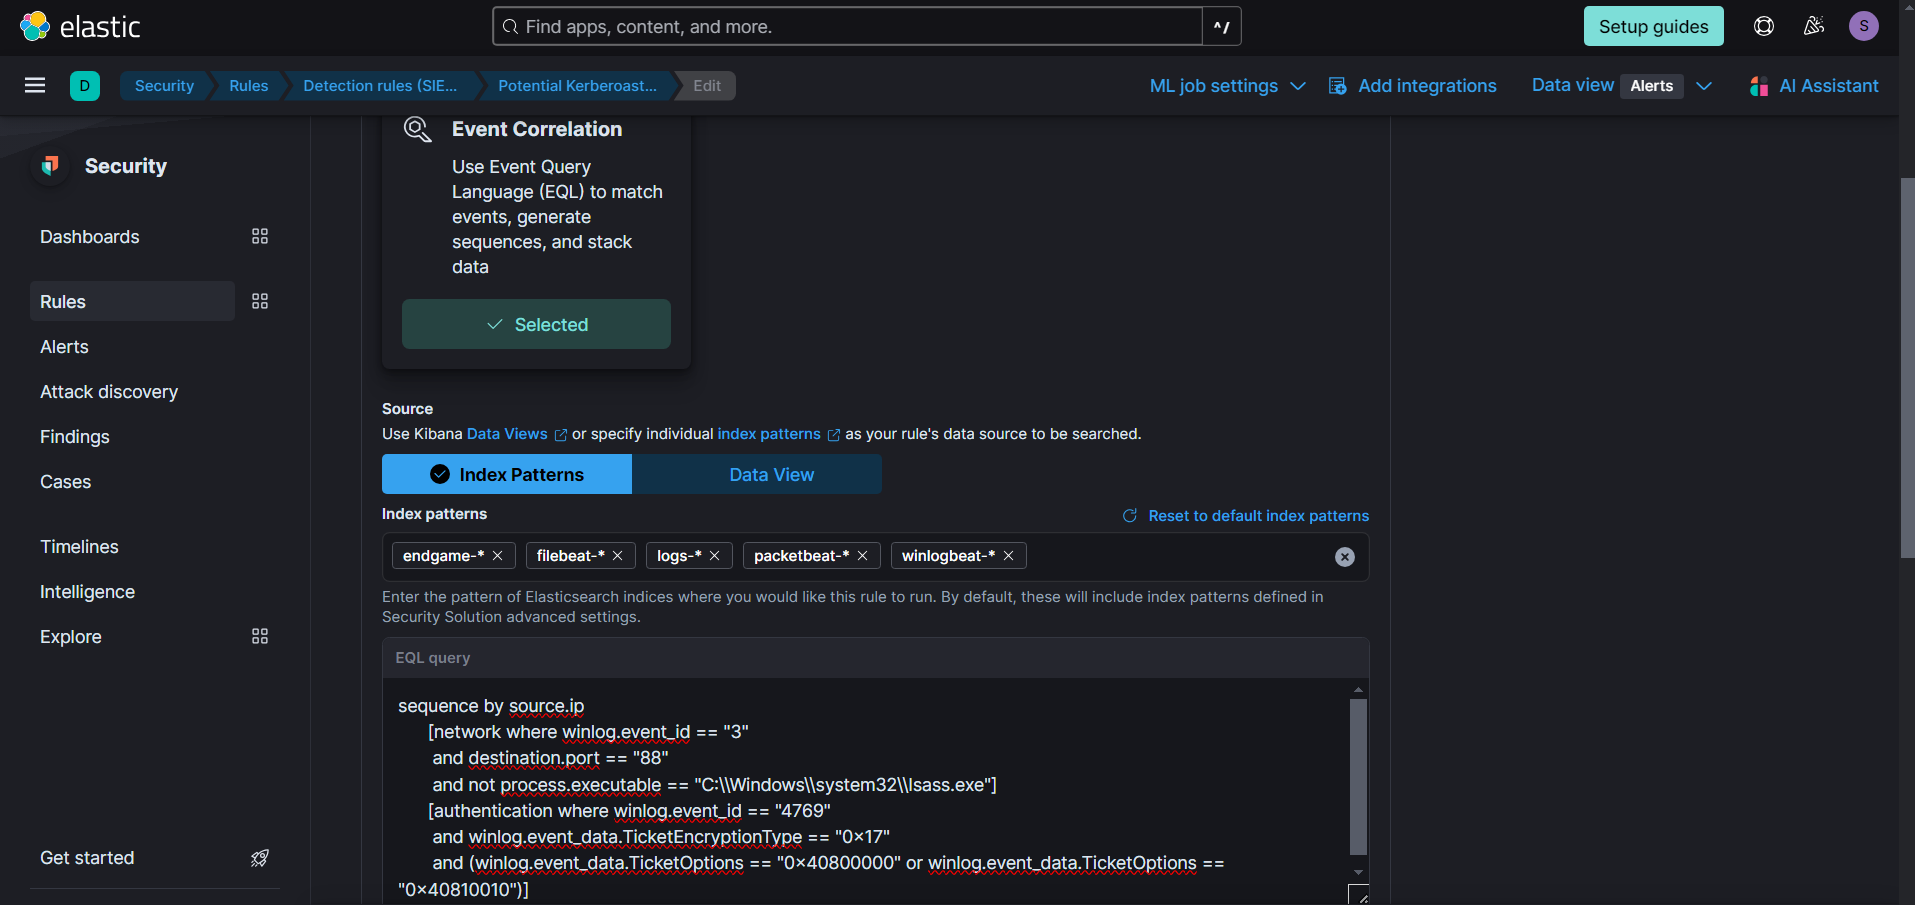 elastic
Find apps, content, and more.
^/
Setup guides
S
D
Security
Rules
Detection rules (SIE...
Potential Kerberoast...
Edit
ML job settings
Add integrations
Data view Alerts
AI Assistant
Security
Dashboards
Rules
Alerts
Attack discovery
Findings
Cases
Timelines
Intelligence
Explore
Get started
Event Correlation
Use Event Query
Language (EQL) to match
events, generate
sequences, and stack
data
Selected
Source
Use Kibana Data Views or specify individual index patterns as your rule's data source to be searched.
Index Patterns
Data View
Index patterns
Reset to default index patterns
endgame-* filebeat-* logs-* packetbeat-* winlogbeat-*
Enter the pattern of Elasticsearch indices where you would like this rule to run. By default, these will include index patterns defined in
Security Solution advanced settings.
EQL query
sequence by source.ip
[network where winlog.event_id == "3"
and destination.port == "88"
and not process.executable == "C:\\Windows\\system32\\lsass.exe"]
[authentication where winlog.event_id == "4769"
and winlog.event_data.TicketEncryptionType == "0×17"
and (winlog.event_data.TicketOptions == "0×40800000" or winlog.event_data.TicketOptions ==
"0×40810010")]